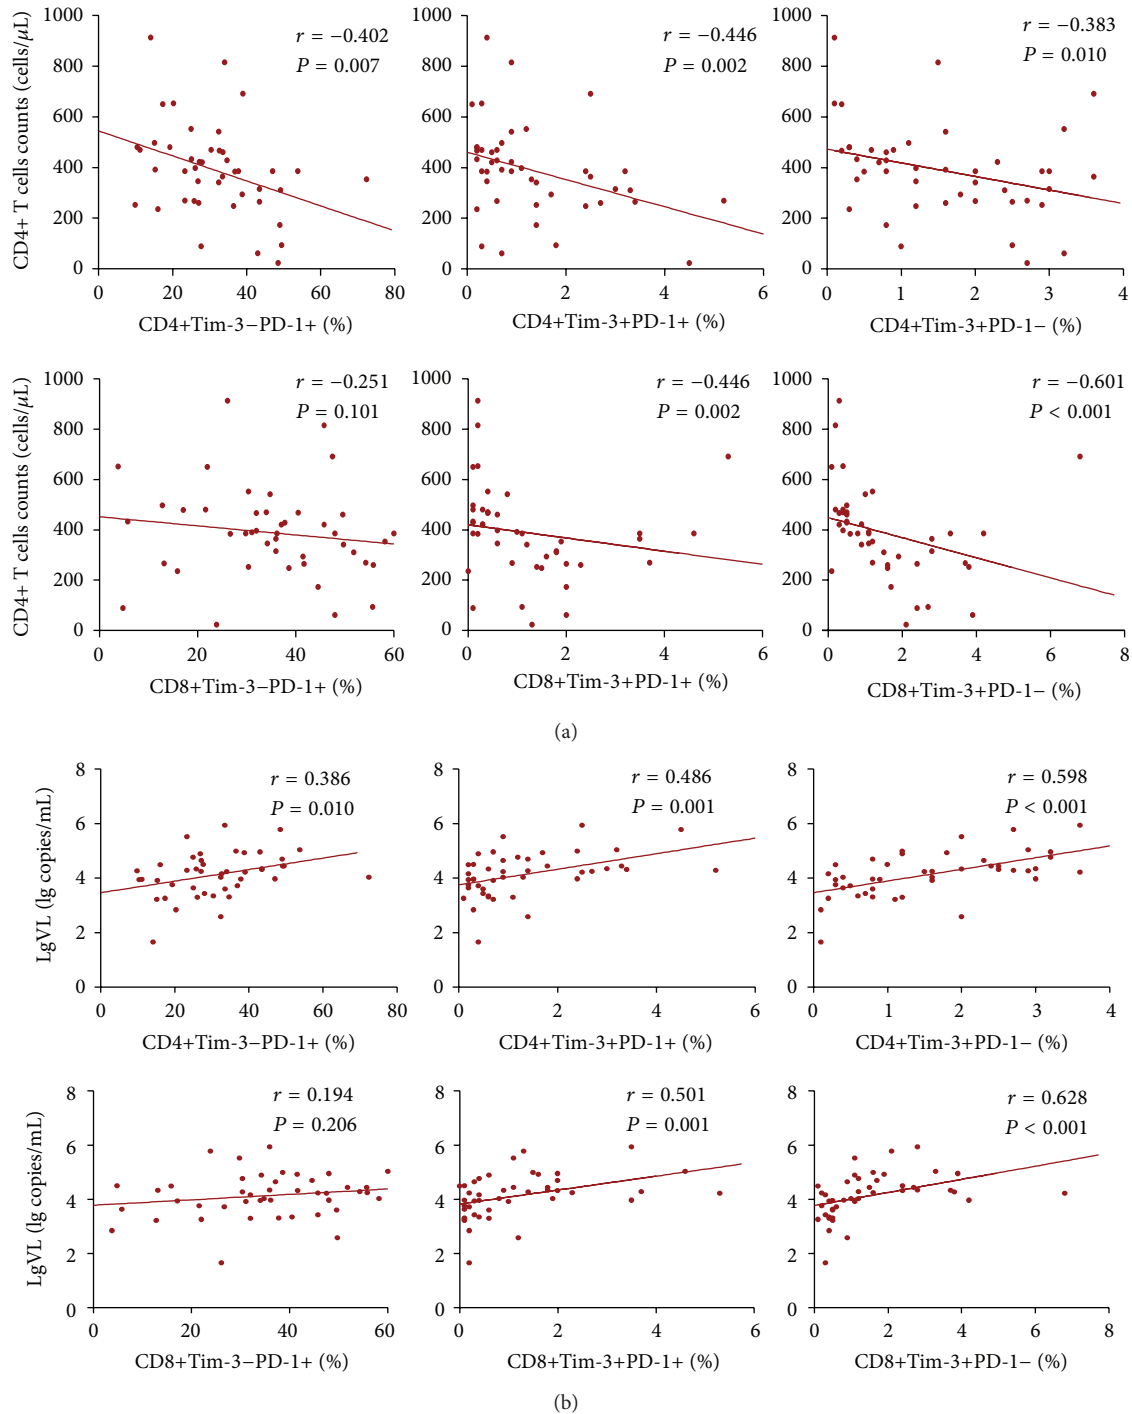 1000
800
600
400
200
0
CD4+ T cells counts (cells/μL)
r = −0.402
P = 0.007
0 20 40 60 80
CD4+Tim-3−PD-1+ (%)
1000
800
600
400
200
0
r = −0.446
P = 0.002
0 2 4 6
CD4+Tim-3+PD-1+ (%)
1000
800
600
400
200
0
r = −0.383
P = 0.010
0 1 2 3 4
CD4+Tim-3+PD-1− (%)
1000
800
600
400
200
0
CD4+ T cells counts (cells/μL)
r = −0.251
P = 0.101
0 20 40 60
CD8+Tim-3−PD-1+ (%)
1000
800
600
400
200
0
r = −0.446
P = 0.002
0 2 4 6
CD8+Tim-3+PD-1+ (%)
1000
800
600
400
200
0
r = −0.601
P < 0.001
0 2 4 6 8
CD8+Tim-3+PD-1− (%)
(a)
8
6
4
2
0
LgVL (lg copies/mL)
r = 0.386
P = 0.010
0 20 40 60 80
CD4+Tim-3−PD-1+ (%)
8
6
4
2
0
r = 0.486
P = 0.001
0 2 4 6
CD4+Tim-3+PD-1+ (%)
8
6
4
2
0
r = 0.598
P < 0.001
0 1 2 3 4
CD4+Tim-3+PD-1− (%)
8
6
4
2
0
LgVL (lg copies/mL)
r = 0.194
P = 0.206
0 20 40 60
CD8+Tim-3−PD-1+ (%)
8
6
4
2
0
r = 0.501
P = 0.001
0 2 4 6
CD8+Tim-3+PD-1+ (%)
8
6
4
2
0
r = 0.628
P < 0.001
0 2 4 6 8
CD8+Tim-3+PD-1− (%)
(b)